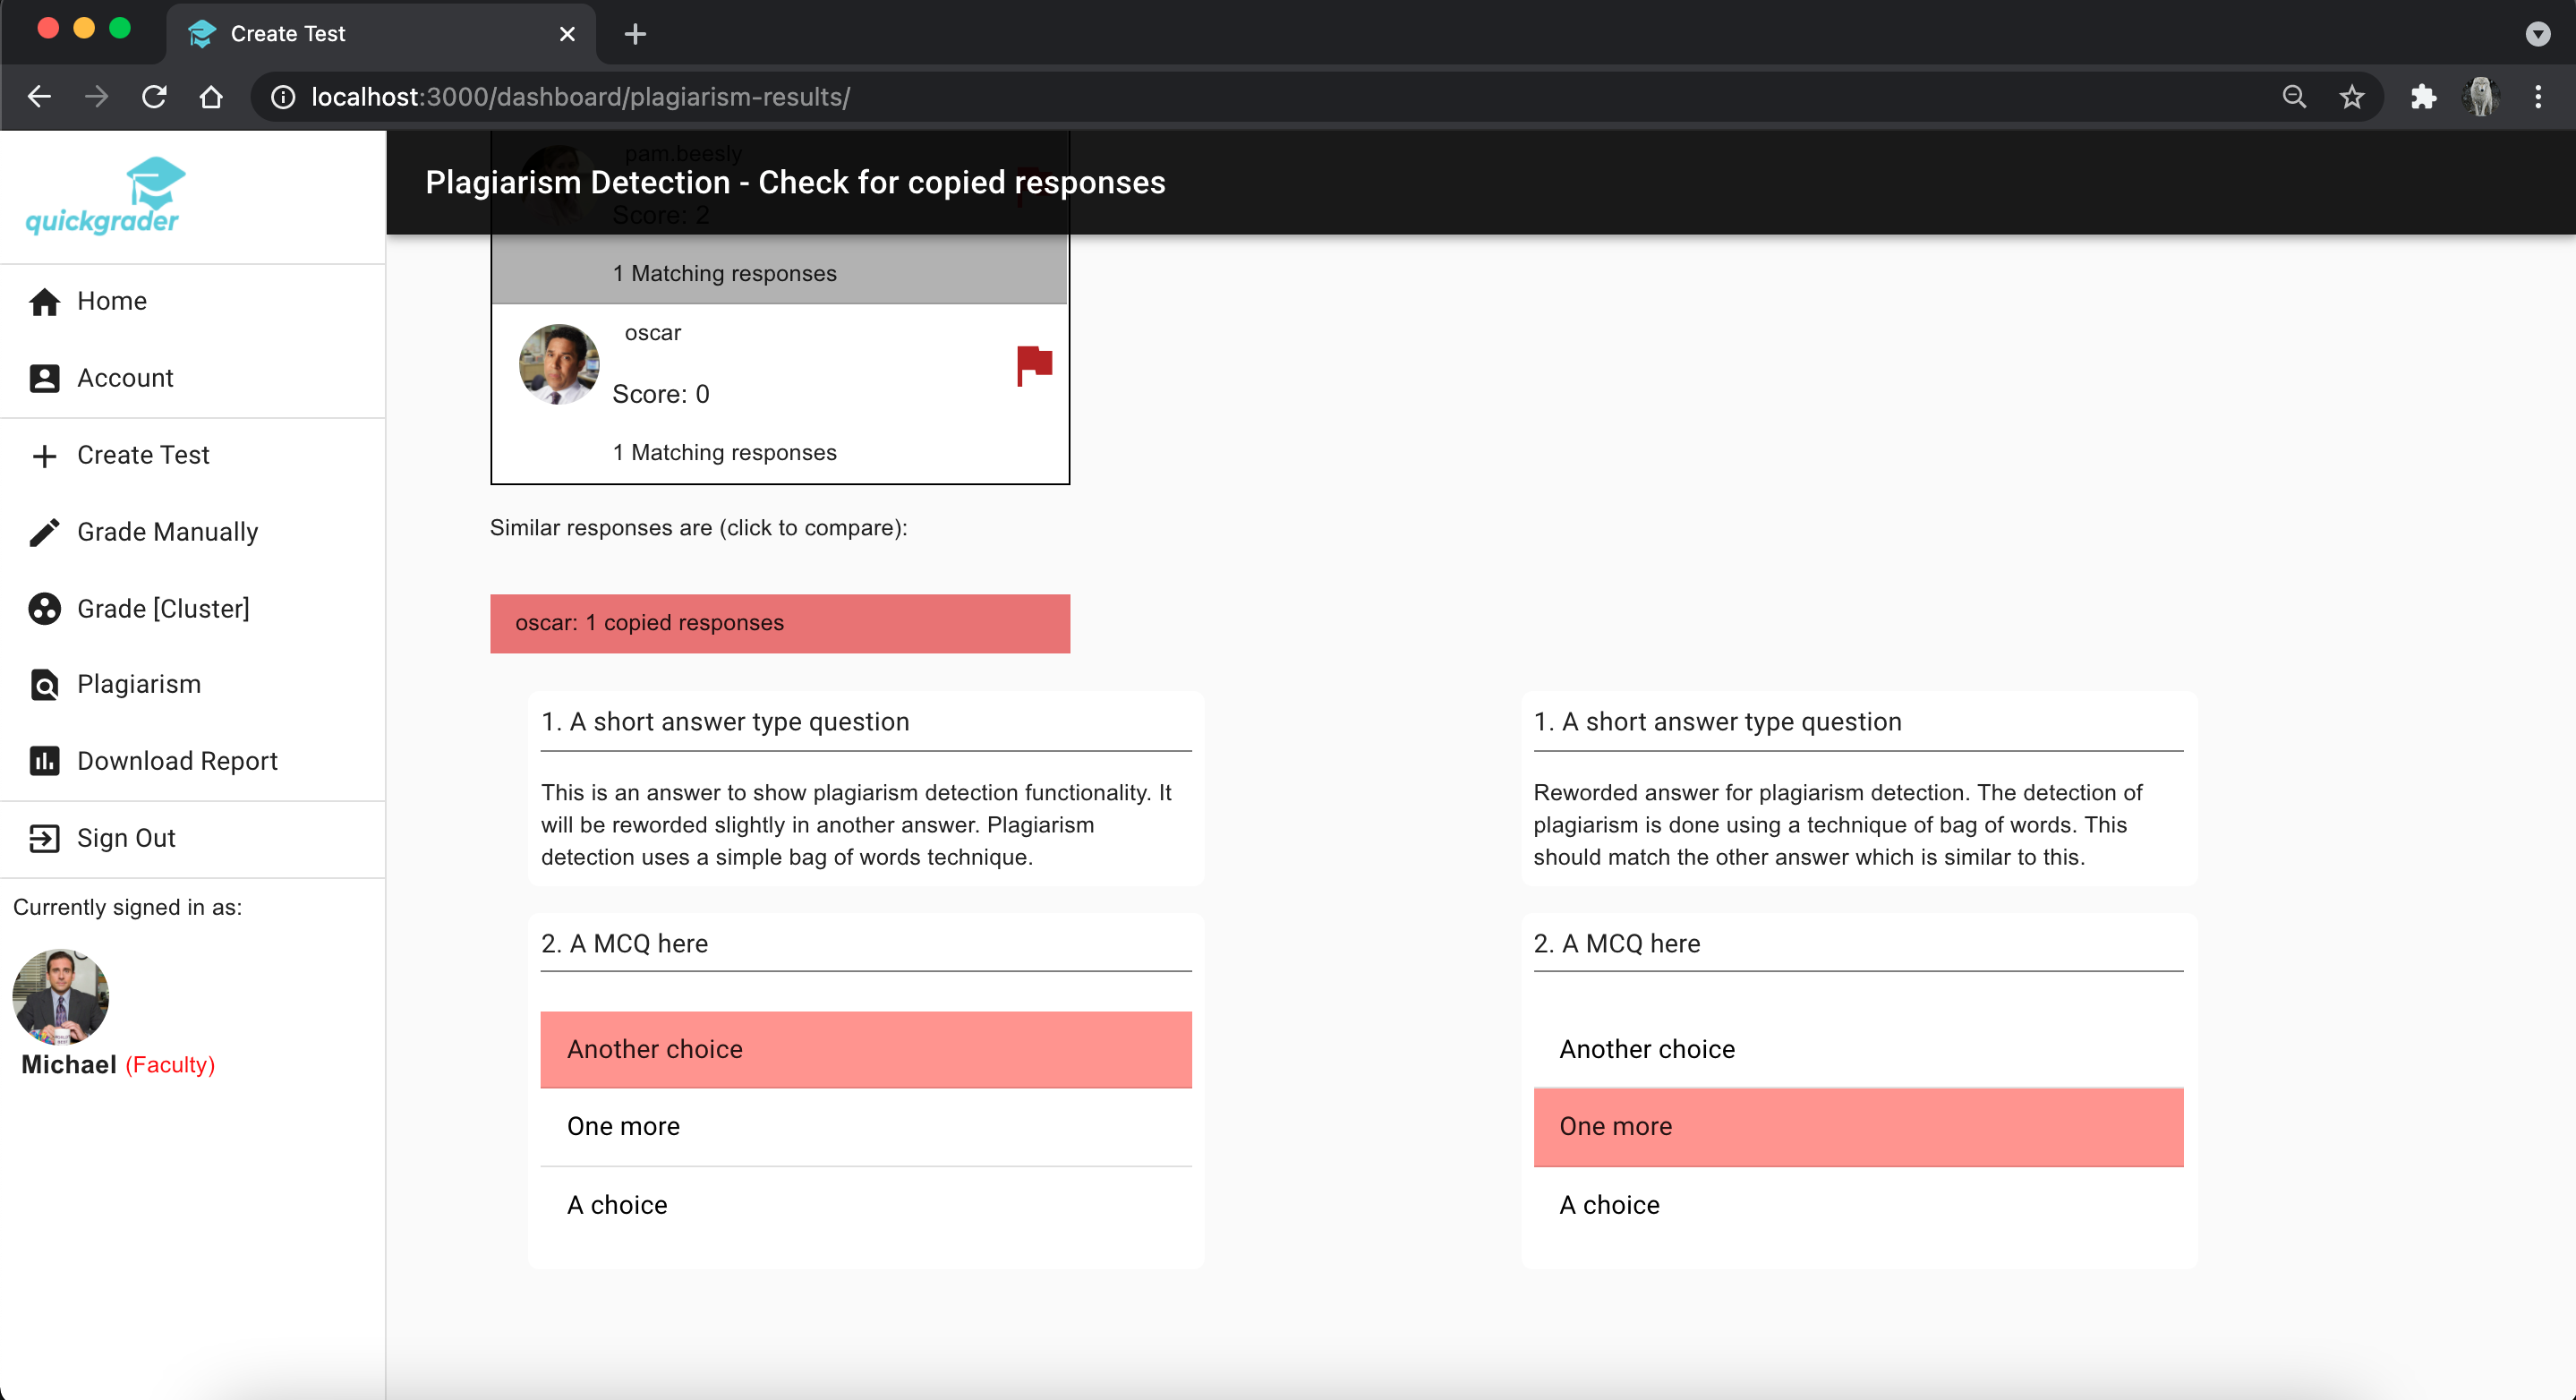 Create Test
localhost:3000/dashboard/plagiarism-results/
quickgrader
Home
Account
Create Test
Grade Manually
Grade [Cluster]
Plagiarism
Download Report
Sign Out
Currently signed in as:
Michael (Faculty)
pam.beesly
Plagiarism Detection - Check for copied responses
Score: 2
1 Matching responses
oscar
Score: 0
1 Matching responses
Similar responses are (click to compare):
oscar: 1 copied responses
1. A short answer type question
This is an answer to show plagiarism detection functionality. It
will be reworded slightly in another answer. Plagiarism
detection uses a simple bag of words technique.
2. A MCQ here
Another choice
One more
A choice
1. A short answer type question
Reworded answer for plagiarism detection. The detection of
plagiarism is done using a technique of bag of words. This
should match the other answer which is similar to this.
2. A MCQ here
Another choice
One more
A choice